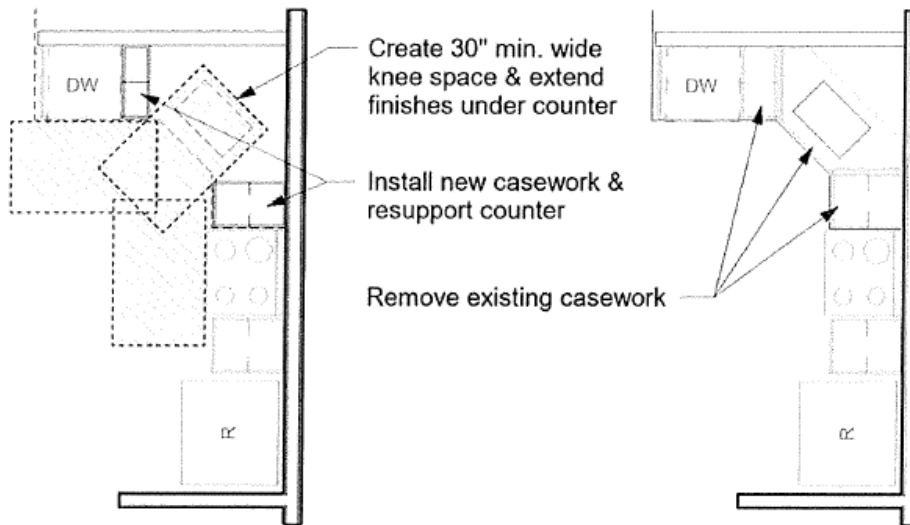 DW
Create 30" min. wide
knee space & extend
finishes under counter
Install new casework &
resupport counter
R
DW
Remove existing casework
R